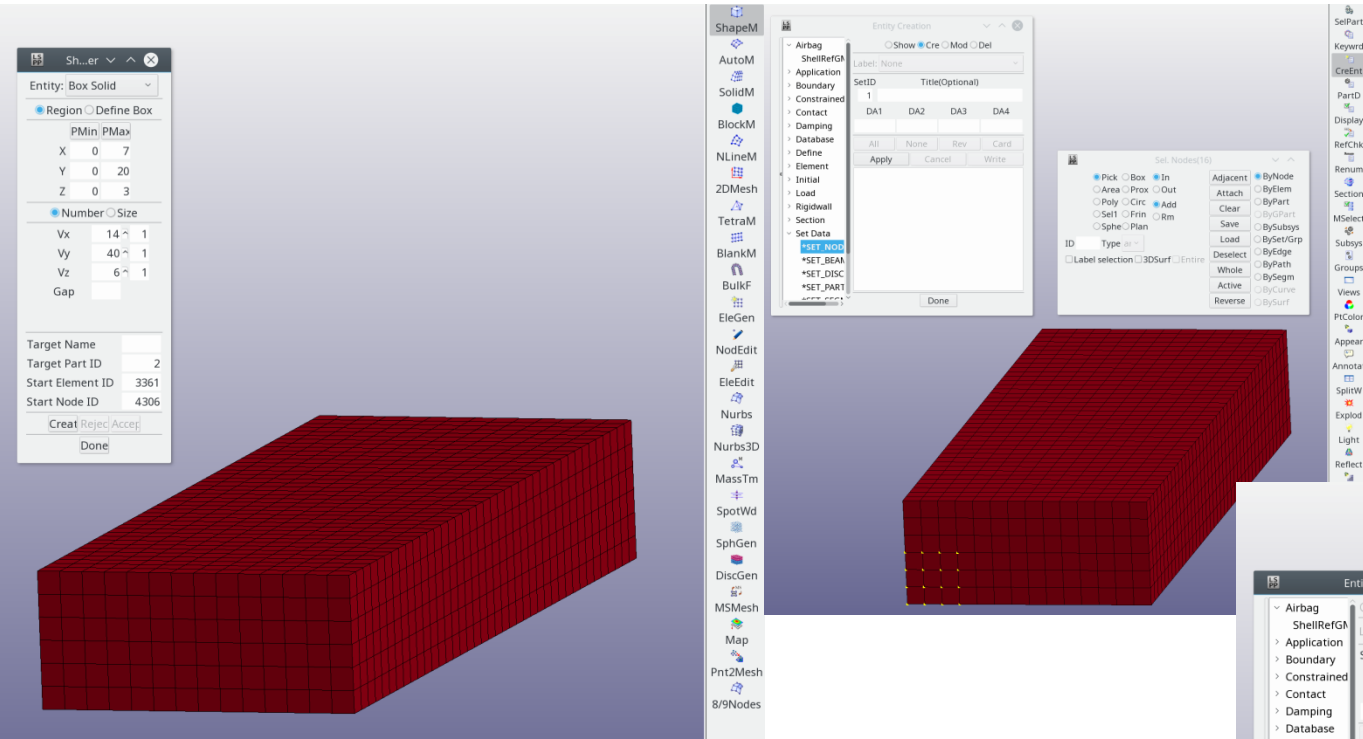 Sh...er
Entity: Box Solid
Region Define Box
PMin PMax
X 0 7
Y 0 20
Z 0 3
Number Size
Vx 14 1
Vy 40 1
Vz 6 1
Gap
Target Name
Target Part ID 2
Start Element ID 3361
Start Node ID 4306
Creat Rejec Accep
Done
ShapeM
AutoM
SolidM
BlockM
NLineM
2DMesh
TetraM
BlankM
BulkF
EleGen
NodEdit
EleEdit
Nurbs
Nurbs3D
MassTm
SpotWd
SphGen
DiscGen
MSMesh
Map
Pnt2Mesh
8/9Nodes
Entity Creation
Airbag
ShellRefGM
Application
Boundary
Constrained
Contact
Damping
Database
Define
Element
Initial
Load
Rigidwall
Section
Set Data
*SET_NOD
*SET_BEAM
*SET_DISC
*SET_PART
Show Cre Mod Del
Label: None
SetID Title(Optional)
1
DA1 DA2 DA3 DA4
All None Rev Card
Apply Cancel Write
Done
Sel. Nodes(16)
Pick Box In
Area Prox Out
Poly Circ Add
Sel1 Frin Rm
Sphe Plan
ID Type
Label selection 3DSurf Entire
Adjacent
Attach
Clear
Save
Load
Deselect
Whole
Active
Reverse
ByNode
ByElem
ByPart
ByGPart
BySubsys
BySet/Grp
ByEdge
ByPath
BySegm
ByCurve
BySurf
SelPart
Keywrd
CreEnt
PartD
Display
RefChk
Renum
Section
MSelect
Subsys
Groups
Views
PtColor
Appear
Annota
SplitW
Explod
Light
Reflect
Enti
Airbag
ShellRefGM
Application
Boundary
Constrained
Contact
Damping
Database